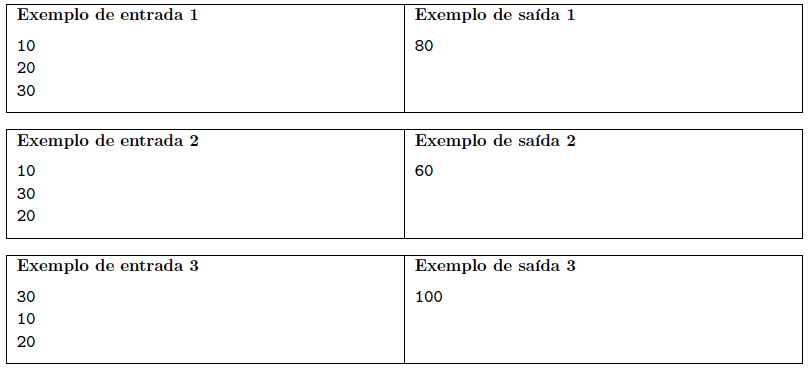 Exemplo de entrada 1
Exemplo de saída 1
10
80
20
30
Exemplo de entrada 2
Exemplo de saída 2
10
60
30
20
Exemplo de entrada 3
Exemplo de saída 3
30
100
10
20